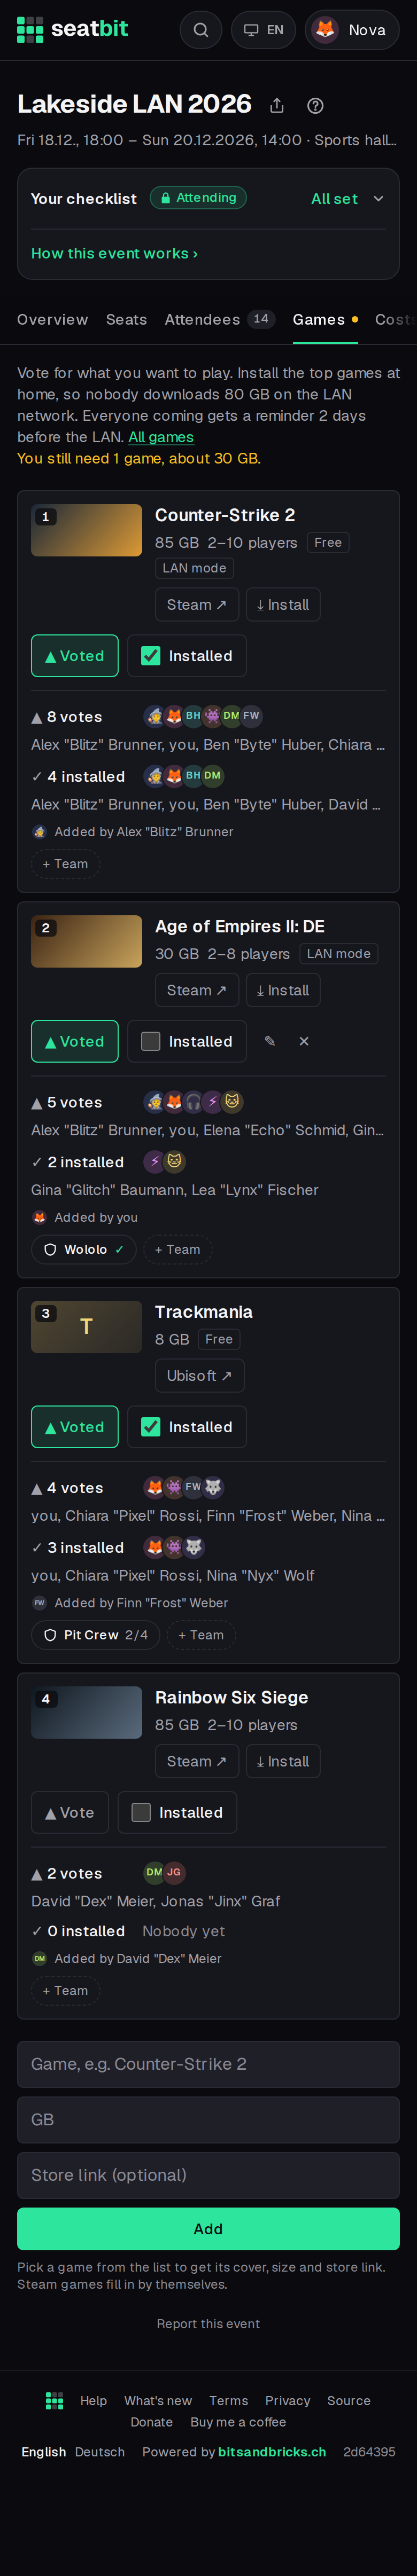 seatbit
EN
Nova
Lakeside LAN 2026
Fri 18.12., 18:00 – Sun 20.12.2026, 14:00 · Sports hall…
Your checklist
Attending
All set
How this event works ›
Overview
Seats
Attendees 14
Games
Costs
Vote for what you want to play. Install the top games at
home, so nobody downloads 80 GB on the LAN
network. Everyone coming gets a reminder 2 days
before the LAN. All games
You still need 1 game, about 30 GB.
1
Counter-Strike 2
85 GB 2–10 players Free
LAN mode
Steam ↗ ⤓ Install
▲ Voted Installed
▲ 8 votes BH DM FW
Alex "Blitz" Brunner, you, Ben "Byte" Huber, Chiara …
✓ 4 installed BH DM
Alex "Blitz" Brunner, you, Ben "Byte" Huber, David …
Added by Alex "Blitz" Brunner
+ Team
2
Age of Empires II: DE
30 GB 2–8 players LAN mode
Steam ↗ ⤓ Install
▲ Voted Installed ✎ ✕
▲ 5 votes
Alex "Blitz" Brunner, you, Elena "Echo" Schmid, Gin…
✓ 2 installed
Gina "Glitch" Baumann, Lea "Lynx" Fischer
Added by you
Wololo ✓ + Team
3
T
Trackmania
8 GB Free
Ubisoft ↗
▲ Voted Installed
▲ 4 votes FW
you, Chiara "Pixel" Rossi, Finn "Frost" Weber, Nina …
✓ 3 installed
you, Chiara "Pixel" Rossi, Nina "Nyx" Wolf
FW Added by Finn "Frost" Weber
Pit Crew 2/4 + Team
4
Rainbow Six Siege
85 GB 2–10 players
Steam ↗ ⤓ Install
▲ Vote Installed
▲ 2 votes DM JG
David "Dex" Meier, Jonas "Jinx" Graf
✓ 0 installed Nobody yet
DM Added by David "Dex" Meier
+ Team
Game, e.g. Counter-Strike 2
GB
Store link (optional)
Add
Pick a game from the list to get its cover, size and store link.
Steam games fill in by themselves.
Report this event
Help What's new Terms Privacy Source
Donate Buy me a coffee
English Deutsch Powered by bitsandbricks.ch 2d64395